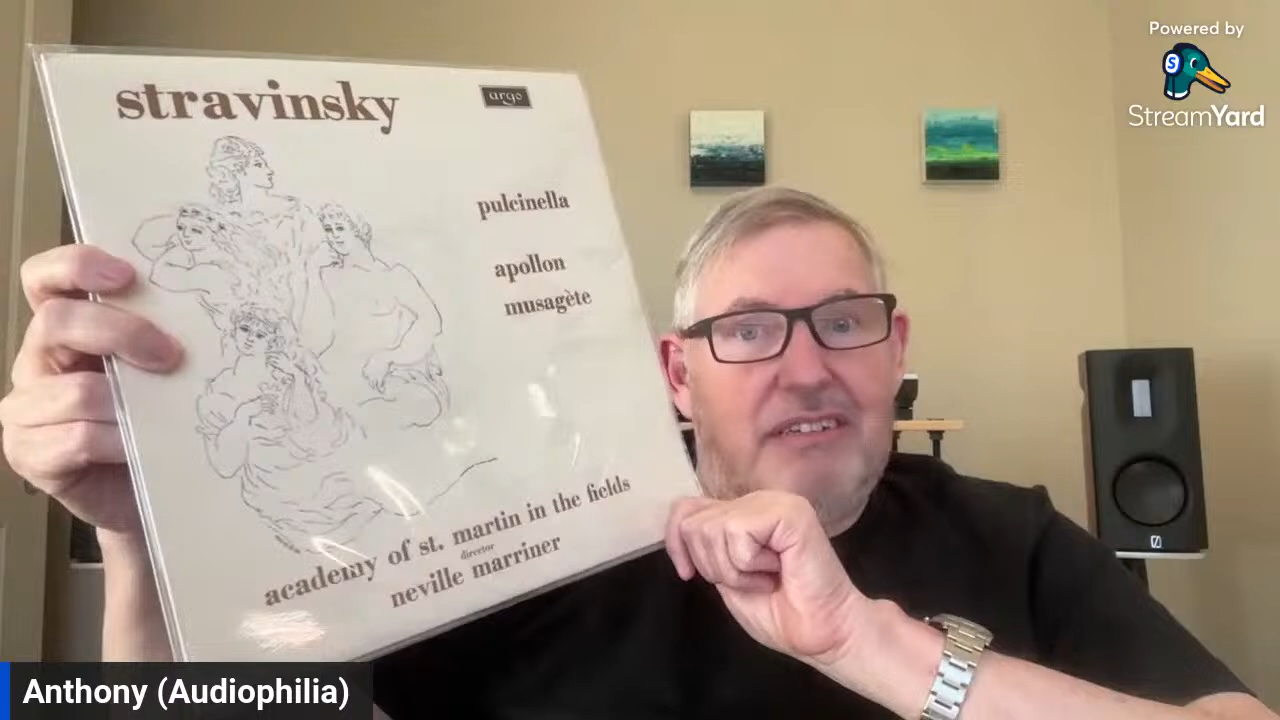 Powered by
StreamYard
stravinsky
argo
pulcinella
apollon
musagète
academy of st. martin in the fields
director
neville marriner
Anthony (Audiophilia)